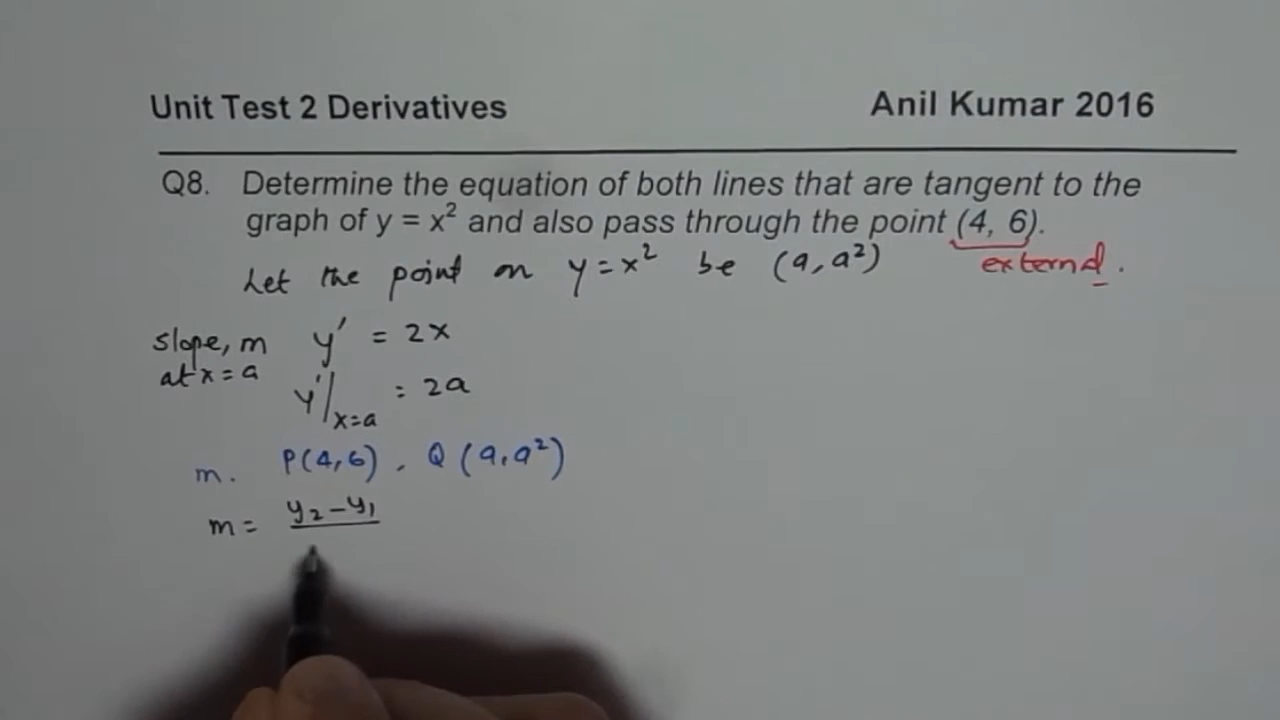 Unit Test 2 Derivatives Anil Kumar 2016
Q8. Determine the equation of both lines that are tangent to the
graph of y = x² and also pass through the point (4, 6).
Let the point on y=x² be (a, a²) external.
slope, m y' = 2x
at x = a
y'|x=a = 2a
m. P(4,6), Q(a, a²)
m = y₂ - y₁